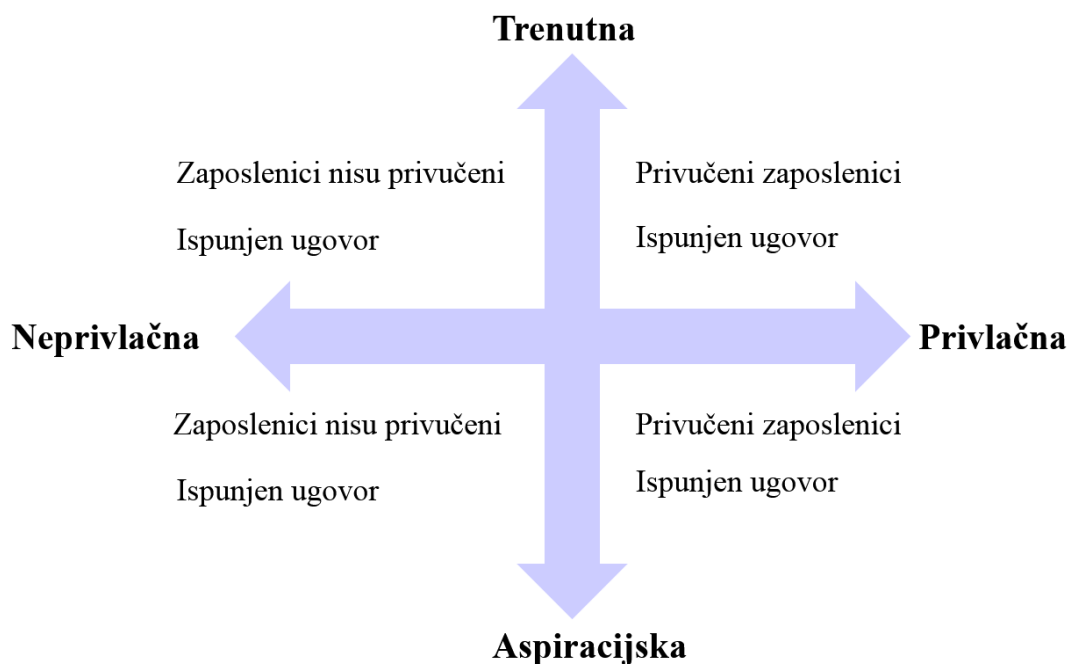 Trenutna
Zaposlenici nisu privučeni
Privučeni zaposlenici
Ispunjen ugovor
Ispunjen ugovor
Neprivlačna
Privlačna
Zaposlenici nisu privučeni
Privučeni zaposlenici
Ispunjen ugovor
Ispunjen ugovor
Aspiracijska